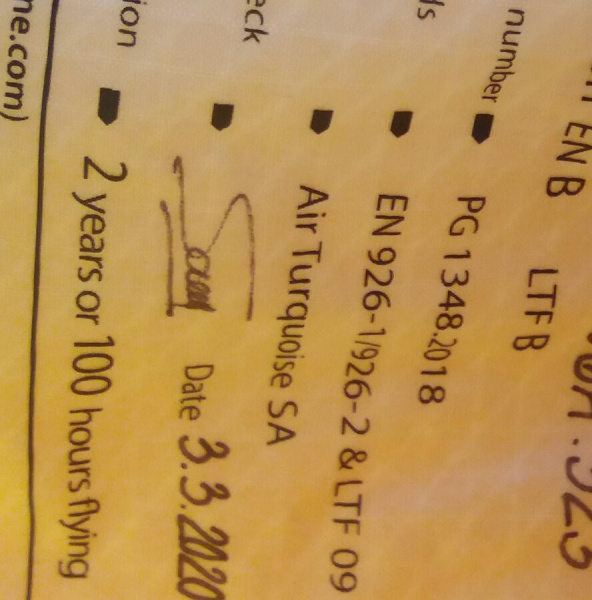 EN B LTF B
number PG 1348.2018
ds EN 926-1/926-2 & LTF 09
Air Turquoise SA
eck Date 3.3.2020
ion 2 years or 100 hours flying
ne.com)